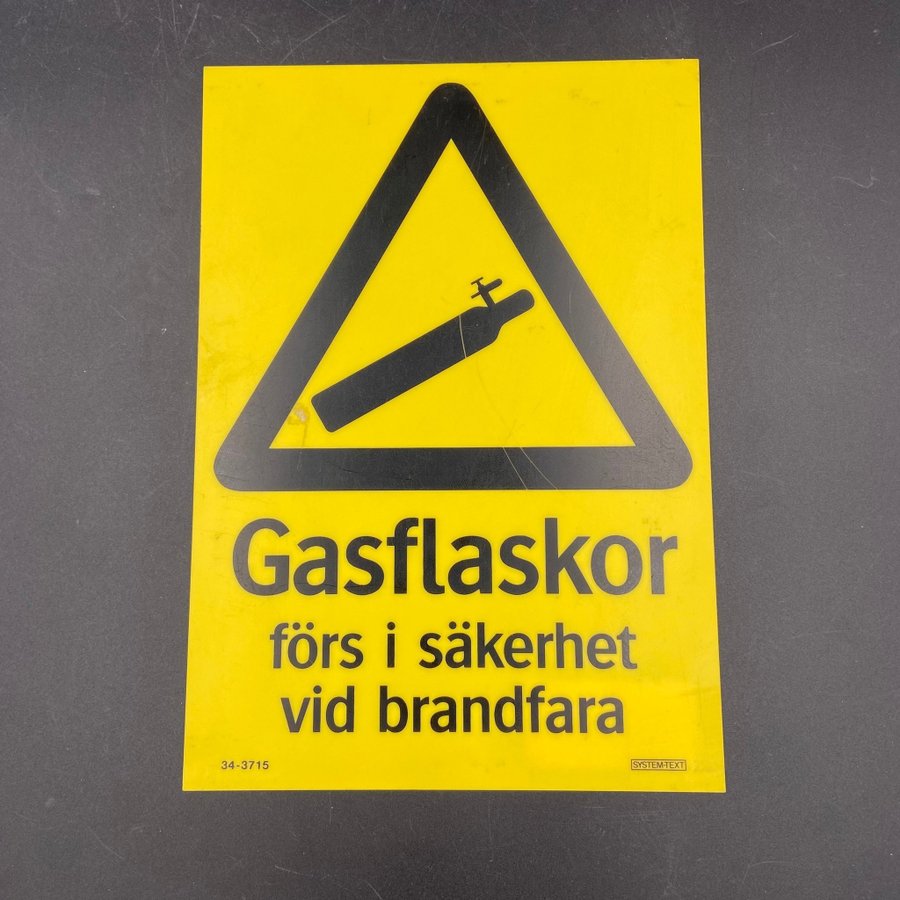 Gasflaskor
förs i säkerhet
vid brandfara
34-3715
SYSTEM-TEXT